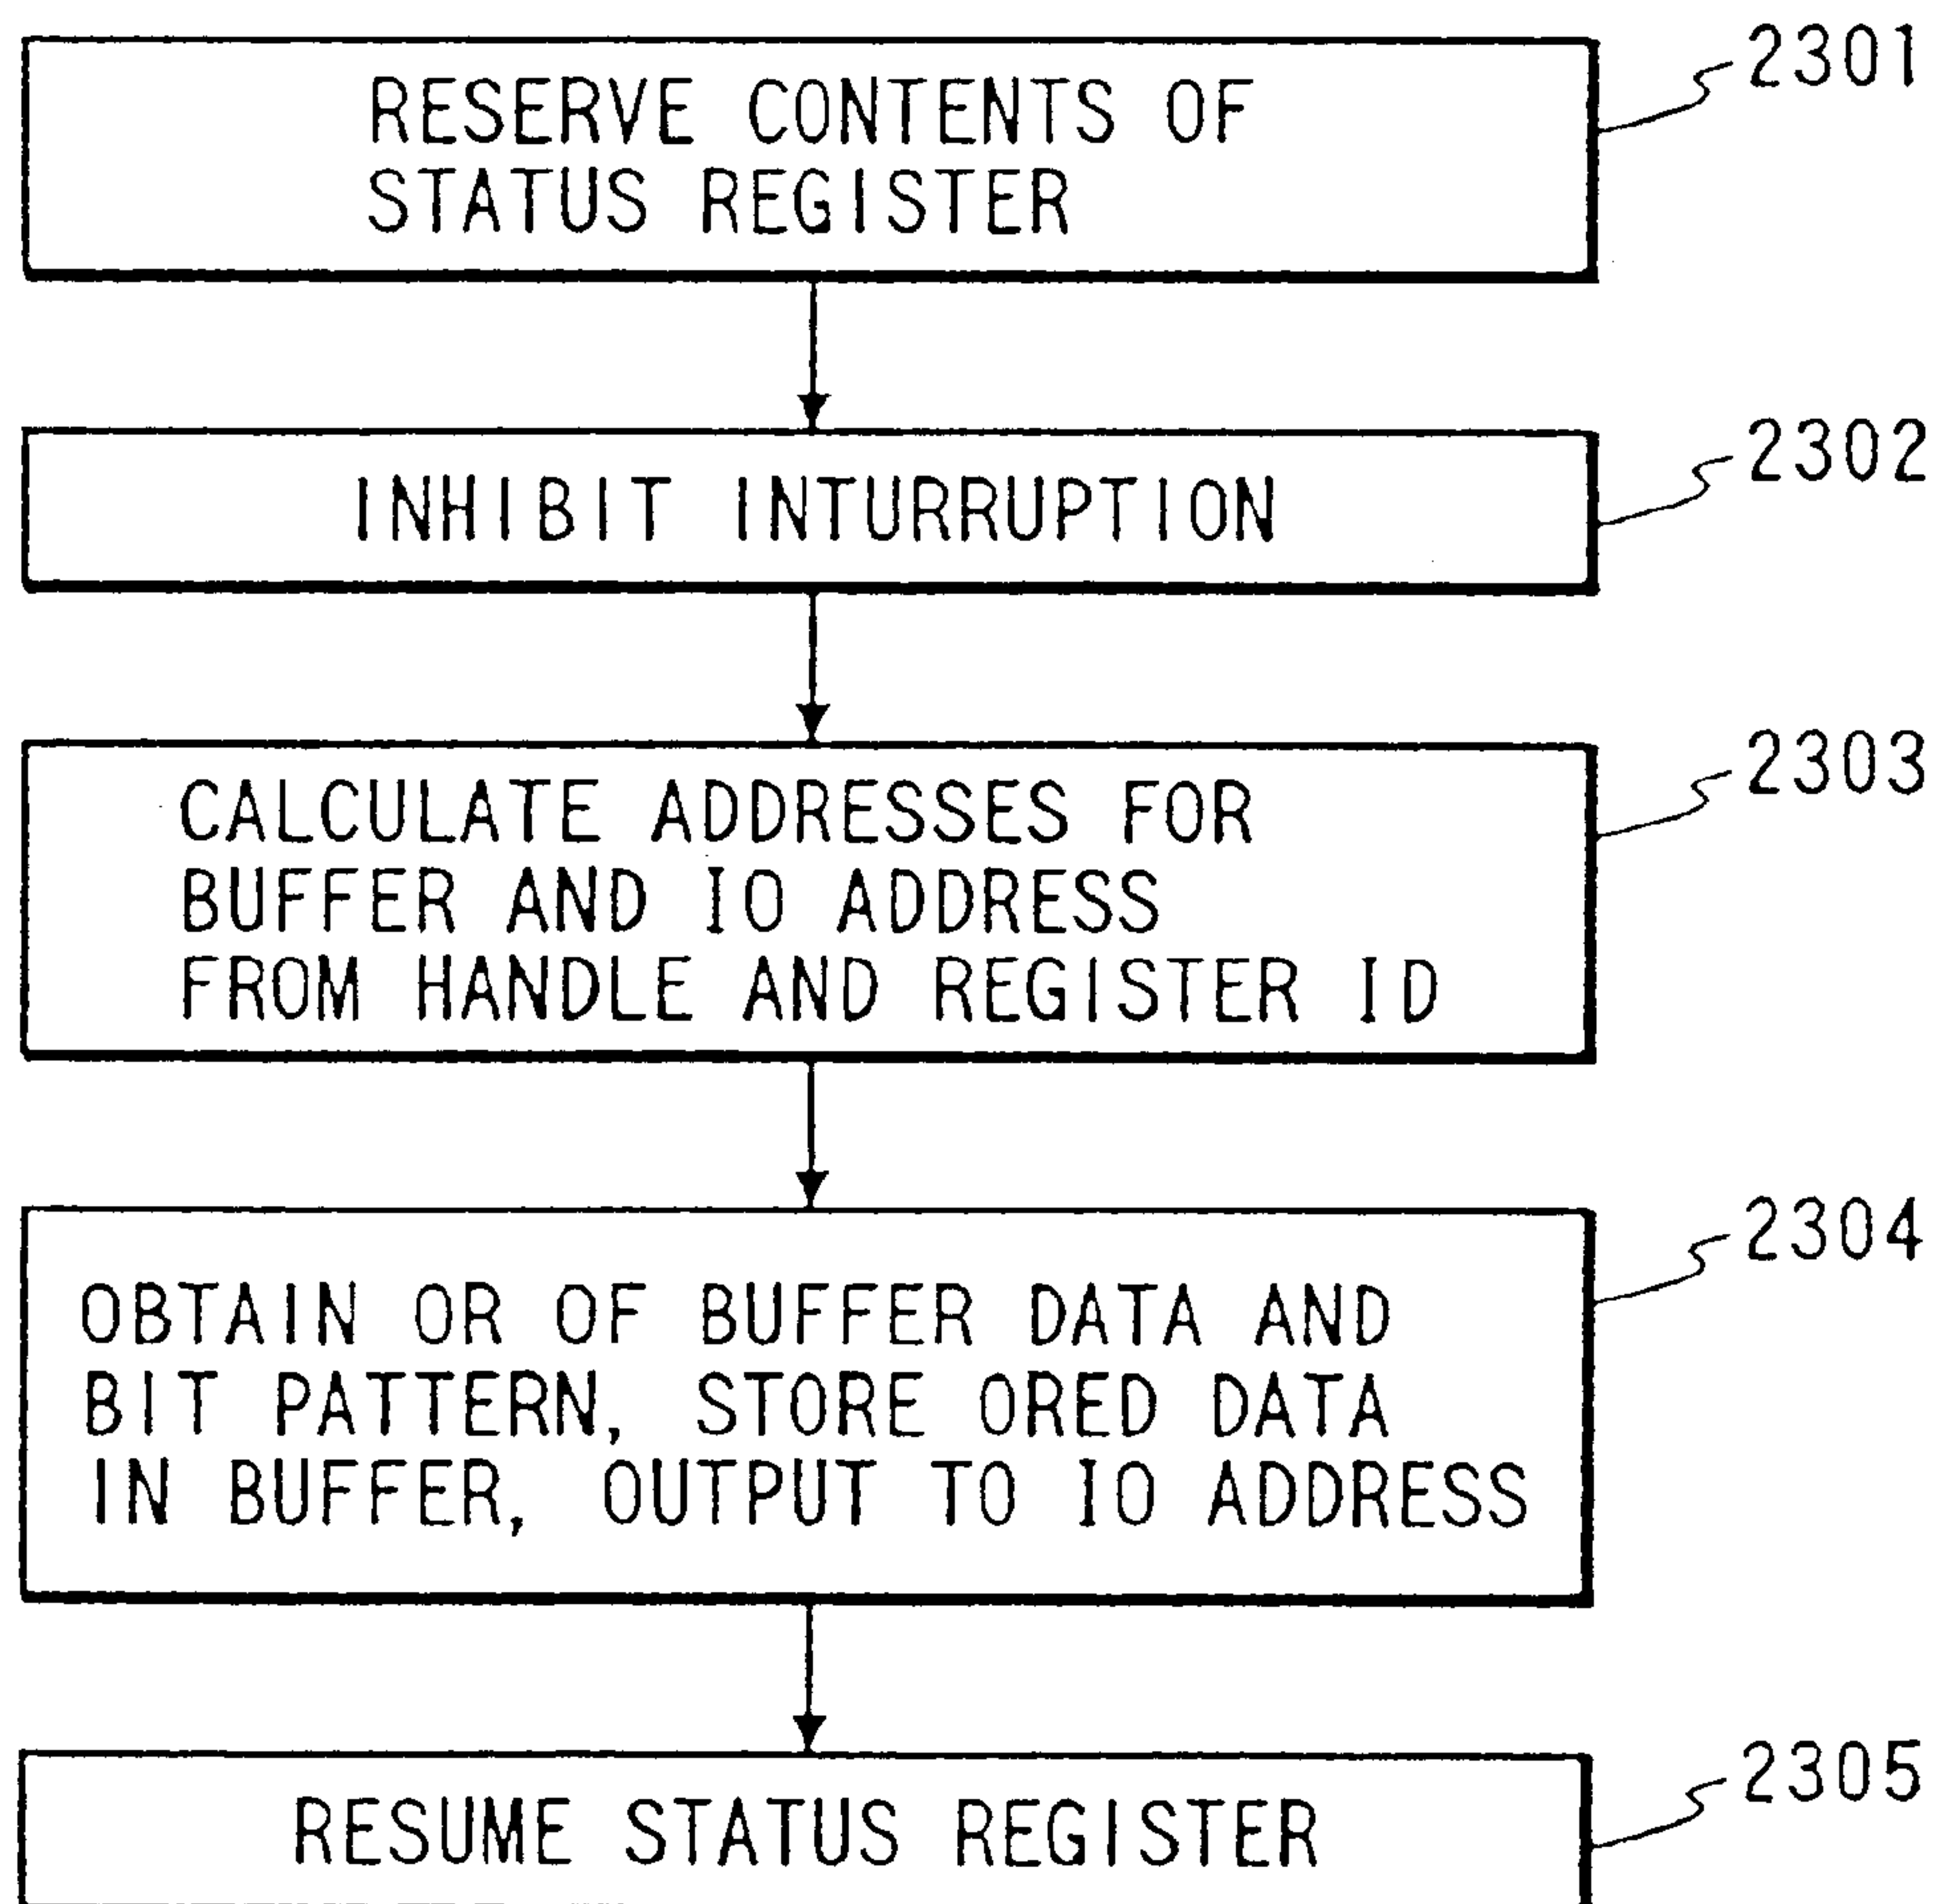 2301
RESERVE CONTENTS OF
STATUS REGISTER
2302
INHIBIT INTURRUPTION
2303
CALCULATE ADDRESSES FOR
BUFFER AND IO ADDRESS
FROM HANDLE AND REGISTER ID
2304
OBTAIN OR OF BUFFER DATA AND
BIT PATTERN, STORE ORED DATA
IN BUFFER, OUTPUT TO IO ADDRESS
2305
RESUME STATUS REGISTER